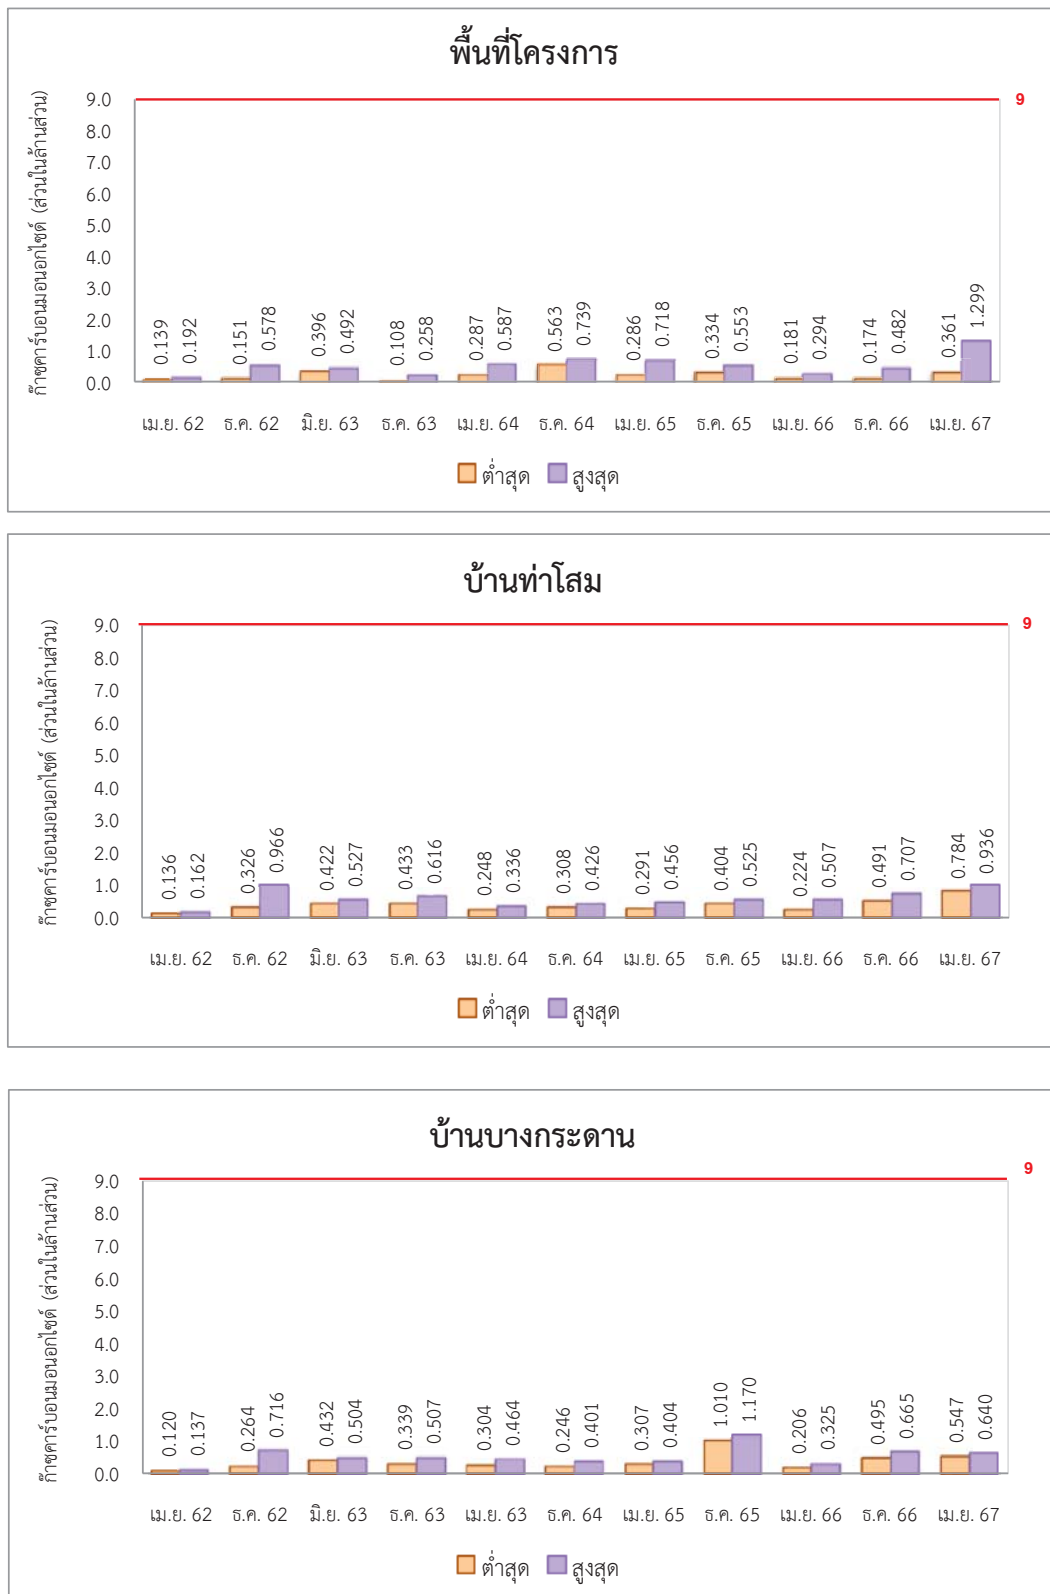 พื้นที่โครงการ
ก๊าซคาร์บอนมอนอกไซด์ (ส่วนในล้านส่วน)
9.0
8.0
7.0
6.0
5.0
4.0
3.0
2.0
1.0
0.0
9
0.139 0.192 0.151 0.578 0.396 0.492 0.108 0.258 0.287 0.587 0.563 0.739 0.286 0.718 0.334 0.553 0.181 0.294 0.174 0.482 0.361 1.299
เม.ย. 62 ธ.ค. 62 มิ.ย. 63 ธ.ค. 63 เม.ย. 64 ธ.ค. 64 เม.ย. 65 ธ.ค. 65 เม.ย. 66 ธ.ค. 66 เม.ย. 67
ต่ำสุด สูงสุด
บ้านท่าโสม
ก๊าซคาร์บอนมอนอกไซด์ (ส่วนในล้านส่วน)
9.0
8.0
7.0
6.0
5.0
4.0
3.0
2.0
1.0
0.0
9
0.136 0.162 0.326 0.966 0.422 0.527 0.433 0.616 0.248 0.336 0.308 0.426 0.291 0.456 0.404 0.525 0.224 0.507 0.491 0.707 0.784 0.936
เม.ย. 62 ธ.ค. 62 มิ.ย. 63 ธ.ค. 63 เม.ย. 64 ธ.ค. 64 เม.ย. 65 ธ.ค. 65 เม.ย. 66 ธ.ค. 66 เม.ย. 67
ต่ำสุด สูงสุด
บ้านบางกระดาน
ก๊าซคาร์บอนมอนอกไซด์ (ส่วนในล้านส่วน)
9.0
8.0
7.0
6.0
5.0
4.0
3.0
2.0
1.0
0.0
9
0.120 0.137 0.264 0.716 0.432 0.504 0.339 0.507 0.304 0.464 0.246 0.401 0.307 0.404 1.010 1.170 0.206 0.325 0.495 0.665 0.547 0.640
เม.ย. 62 ธ.ค. 62 มิ.ย. 63 ธ.ค. 63 เม.ย. 63 ธ.ค. 64 เม.ย. 65 ธ.ค. 65 เม.ย. 66 ธ.ค. 66 เม.ย. 67
ต่ำสุด สูงสุด